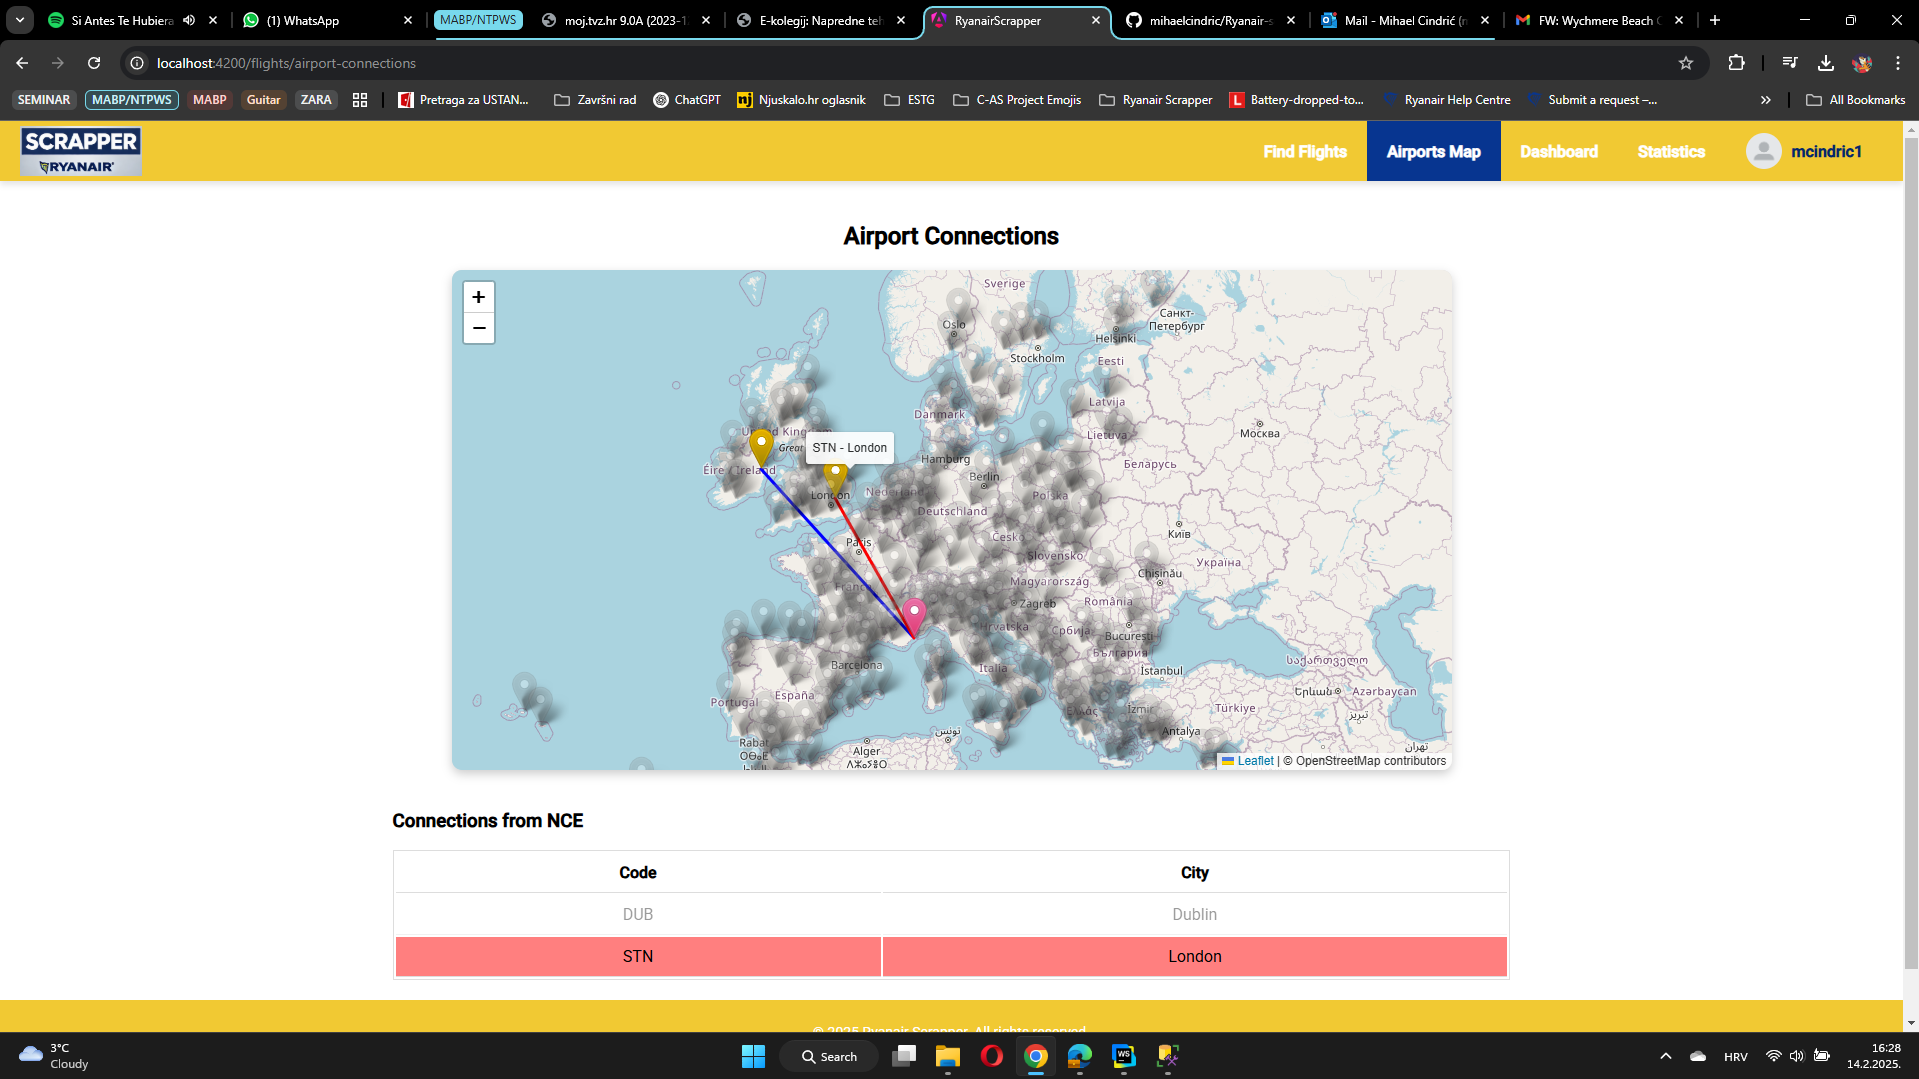 Si Antes Te Hubiera
(1) WhatsApp
MABP/NTPWS
moj.tvz.hr 9.0A (2023-1
E-kolegij: Napredne teh
RyanairScrapper
mihaelcindric/Ryanair-s
Mail - Mihael Cindrić (n
FW: Wychmere Beach C
localhost:4200/flights/airport-connections
SEMINAR
MABP/NTPWS
MABP
Guitar
ZARA
Pretraga za USTAN...
Završni rad
ChatGPT
Njuskalo.hr oglasnik
ESTG
C-AS Project Emojis
Ryanair Scrapper
Battery-dropped-to...
Ryanair Help Centre
Submit a request –...
All Bookmarks
SCRAPPER
RYANAIR
Find Flights
Airports Map
Dashboard
Statistics
mcindric1
Airport Connections
+
−
Sverige
Oslo
Санкт-
Петербург
Helsinki
Stockholm
Eesti
Latvija
Danmark
Lietuva
Москва
Great
STN - London
Hamburg
Беларусь
Berlin
London
Nederland
Polska
Deutschland
Київ
Paris
Česko
Slovensko
Україна
Chișinău
France
Magyarország
Zagreb
România
Hrvatska
Србија
București
България
Barcelona
Italia
İstanbul
საქართველო
España
Portugal
Երևան
Azərbaycan
Türkiye
İzmir
تبریز
Ελλάς
Antalya
تونس
Rabat
Alger
تهران
Leaflet | © OpenStreetMap contributors
Connections from NCE
Code
City
DUB
Dublin
STN
London
© 2025 Ryanair Scrapper. All rights reserved.
3°C
Cloudy
Search
WS
HRV
16:28
14.2.2025.